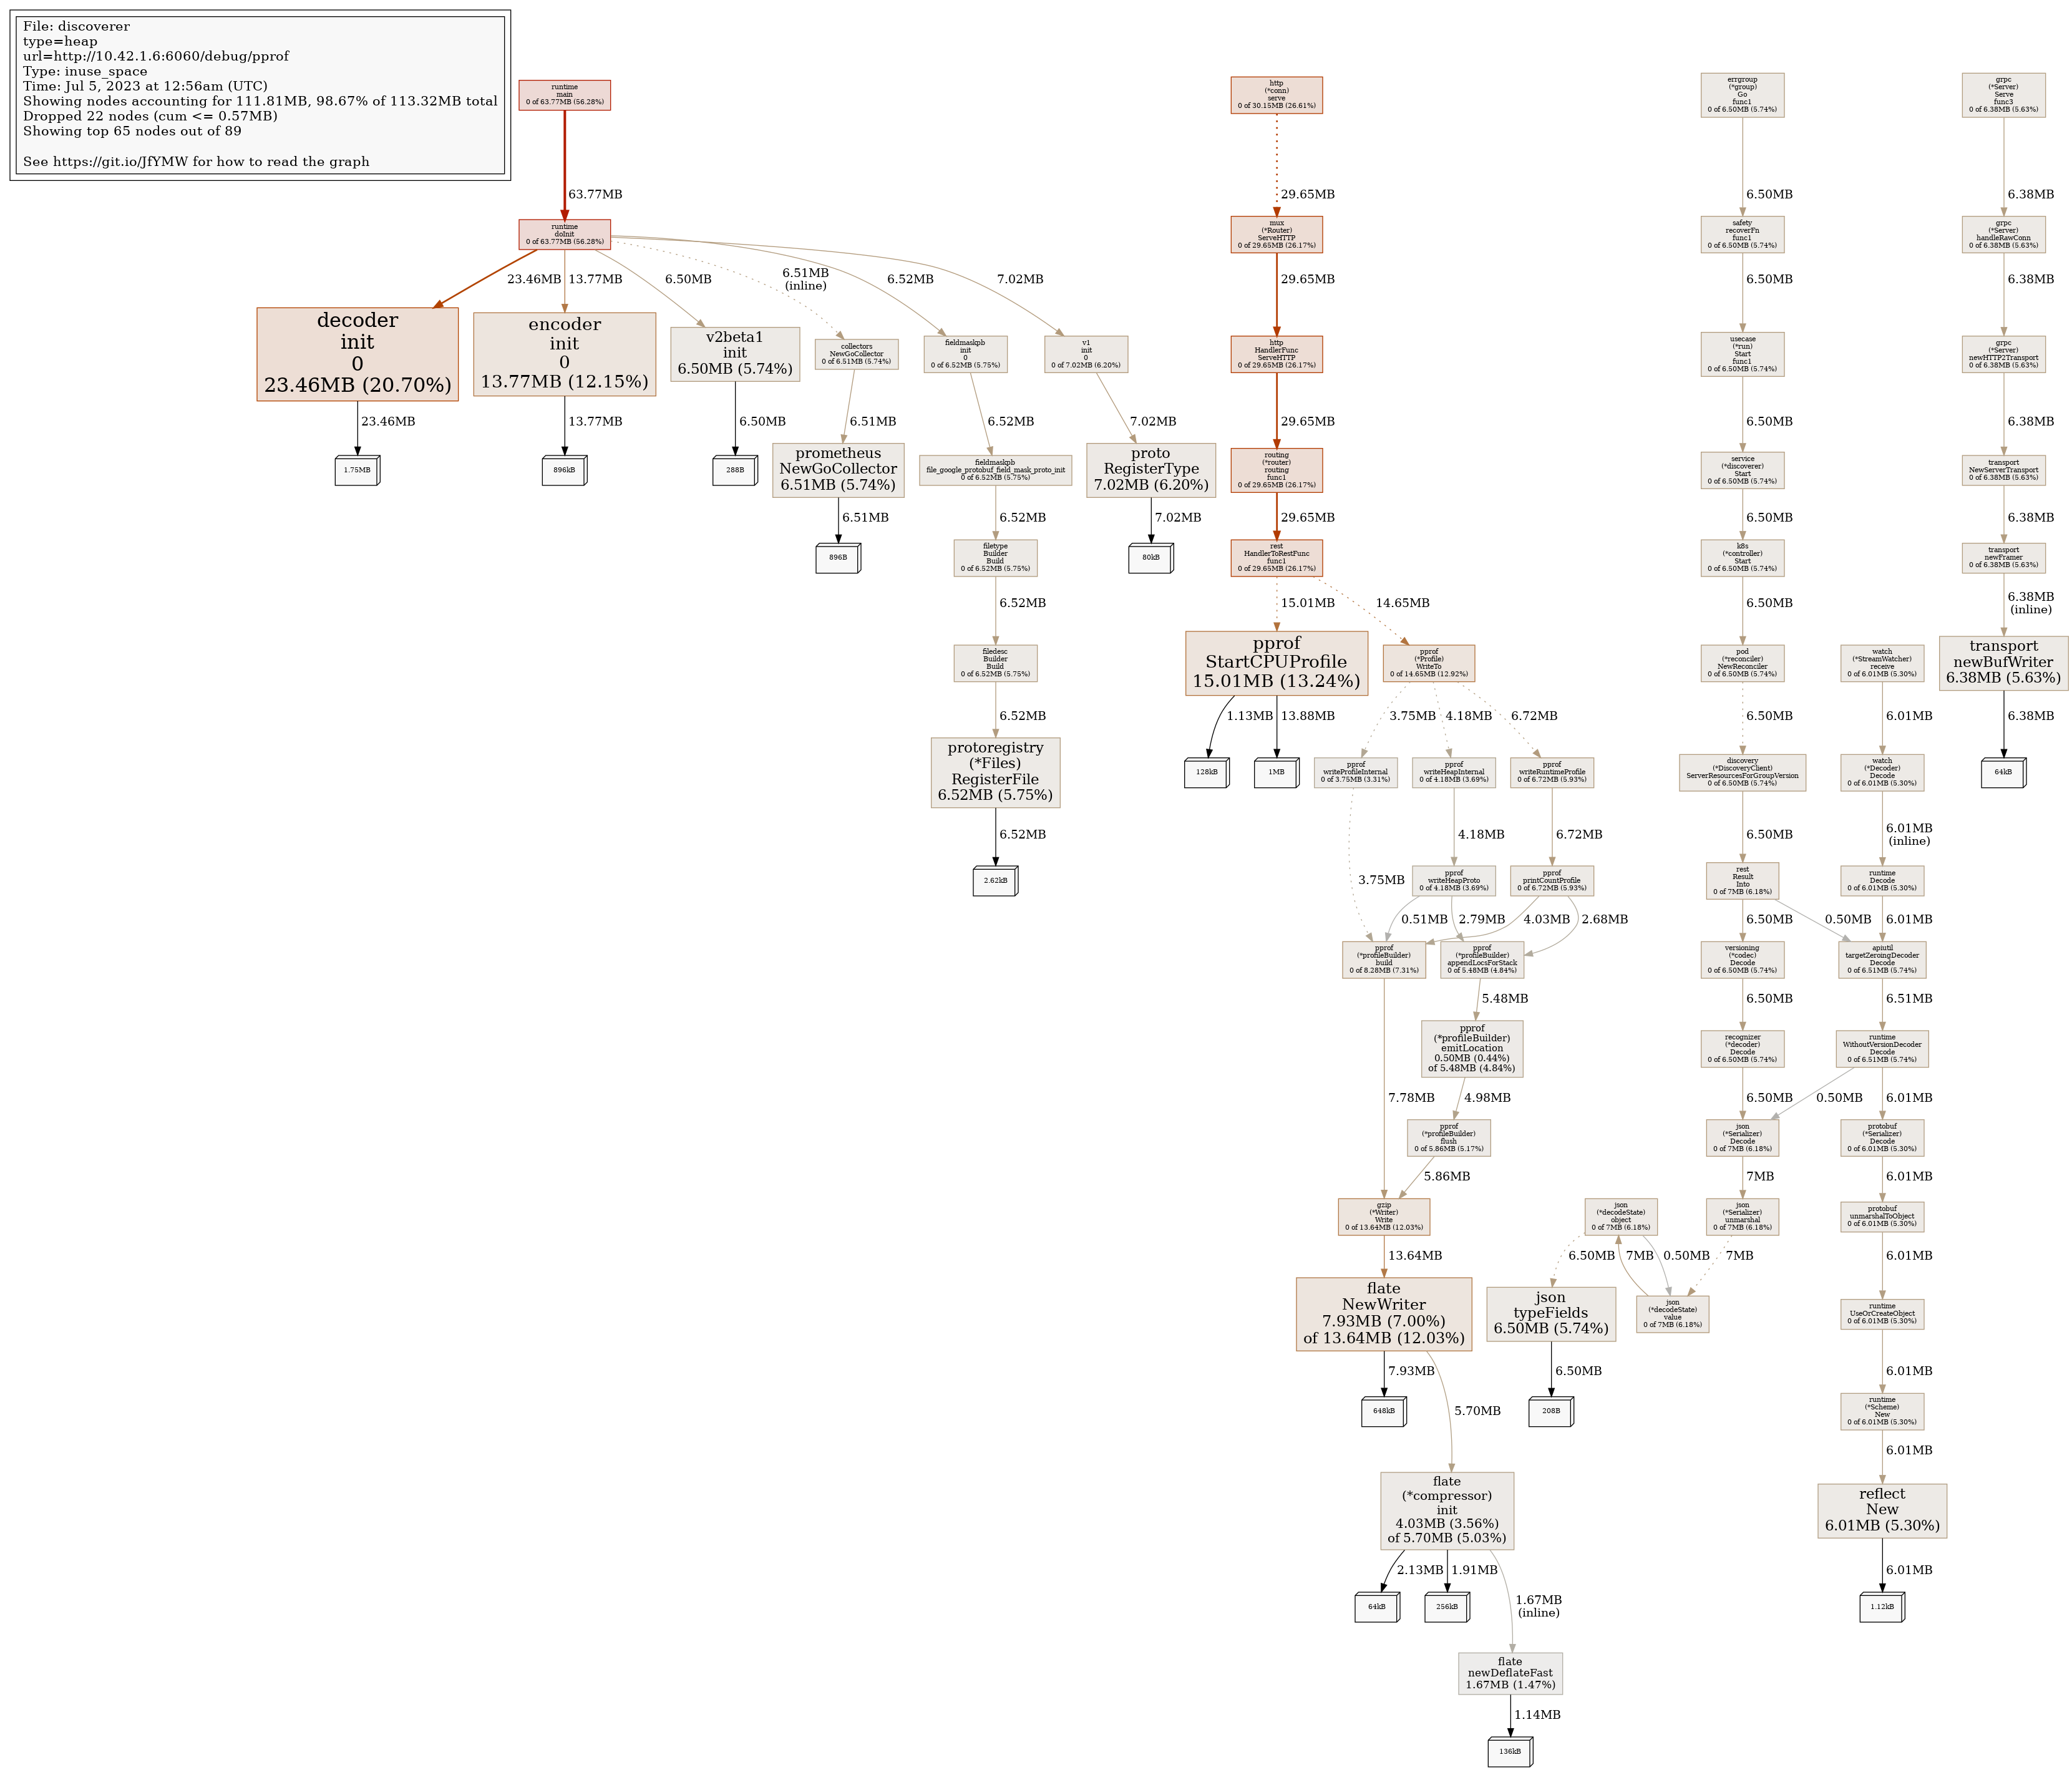 File: discoverer
type=heap
url=http://10.42.1.6:6060/debug/pprof
Type: inuse_space
Time: Jul 5, 2023 at 12:56am (UTC)
Showing nodes accounting for 111.81MB, 98.67% of 113.32MB total
Dropped 22 nodes (cum <= 0.57MB)
Showing top 65 nodes out of 89
See https://git.io/JfYMW for how to read the graph
runtime
main
0 of 63.77MB (56.28%)
63.77MB
runtime
doInit
0 of 63.77MB (56.28%)
23.46MB
13.77MB
6.50MB
6.51MB
(inline)
6.52MB
7.02MB
decoder
init
0
23.46MB (20.70%)
23.46MB
1.75MB
encoder
init
0
13.77MB (12.15%)
13.77MB
896kB
v2beta1
init
6.50MB (5.74%)
6.50MB
288B
collectors
NewGoCollector
0 of 6.51MB (5.74%)
6.51MB
prometheus
NewGoCollector
6.51MB (5.74%)
6.51MB
896B
fieldmaskpb
init
0
0 of 6.52MB (5.75%)
6.52MB
fieldmaskpb
file_google_protobuf_field_mask_proto_init
0 of 6.52MB (5.75%)
6.52MB
filetype
Builder
Build
0 of 6.52MB (5.75%)
6.52MB
filedesc
Builder
Build
0 of 6.52MB (5.75%)
6.52MB
protoregistry
(*Files)
RegisterFile
6.52MB (5.75%)
6.52MB
2.62kB
v1
init
0
0 of 7.02MB (6.20%)
7.02MB
proto
RegisterType
7.02MB (6.20%)
7.02MB
80kB
http
(*conn)
serve
0 of 30.15MB (26.61%)
29.65MB
mux
(*Router)
ServeHTTP
0 of 29.65MB (26.17%)
29.65MB
http
HandlerFunc
ServeHTTP
0 of 29.65MB (26.17%)
29.65MB
routing
(*router)
routing
func1
0 of 29.65MB (26.17%)
29.65MB
rest
HandlerToRestFunc
func1
0 of 29.65MB (26.17%)
15.01MB
14.65MB
pprof
StartCPUProfile
15.01MB (13.24%)
1.13MB
13.88MB
128kB
1MB
pprof
(*Profile)
WriteTo
0 of 14.65MB (12.92%)
3.75MB
4.18MB
6.72MB
pprof
writeProfileInternal
0 of 3.75MB (3.31%)
3.75MB
pprof
writeHeapInternal
0 of 4.18MB (3.69%)
4.18MB
pprof
writeRuntimeProfile
0 of 6.72MB (5.93%)
6.72MB
pprof
writeHeapProto
0 of 4.18MB (3.69%)
0.51MB
2.79MB
pprof
printCountProfile
0 of 6.72MB (5.93%)
4.03MB
2.68MB
pprof
(*profileBuilder)
build
0 of 8.28MB (7.31%)
7.78MB
pprof
(*profileBuilder)
appendLocsForStack
0 of 5.48MB (4.84%)
5.48MB
pprof
(*profileBuilder)
emitLocation
0.50MB (0.44%)
of 5.48MB (4.84%)
4.98MB
pprof
(*profileBuilder)
flush
0 of 5.86MB (5.17%)
5.86MB
gzip
(*Writer)
Write
0 of 13.64MB (12.03%)
13.64MB
flate
NewWriter
7.93MB (7.00%)
of 13.64MB (12.03%)
7.93MB
648kB
5.70MB
flate
(*compressor)
init
4.03MB (3.56%)
of 5.70MB (5.03%)
2.13MB
1.91MB
1.67MB
(inline)
64kB
256kB
flate
newDeflateFast
1.67MB (1.47%)
1.14MB
136kB
errgroup
(*group)
Go
func1
0 of 6.50MB (5.74%)
6.50MB
safety
recoverFn
func1
0 of 6.50MB (5.74%)
6.50MB
usecase
(*run)
Start
func1
0 of 6.50MB (5.74%)
6.50MB
service
(*discoverer)
Start
0 of 6.50MB (5.74%)
6.50MB
k8s
(*controller)
Start
0 of 6.50MB (5.74%)
6.50MB
pod
(*reconciler)
NewReconciler
0 of 6.50MB (5.74%)
6.50MB
discovery
(*DiscoveryClient)
ServerResourcesForGroupVersion
0 of 6.50MB (5.74%)
6.50MB
rest
Result
Into
0 of 7MB (6.18%)
6.50MB
0.50MB
versioning
(*codec)
Decode
0 of 6.50MB (5.74%)
6.50MB
recognizer
(*decoder)
Decode
0 of 6.50MB (5.74%)
6.50MB
0.50MB
json
(*Serializer)
Decode
0 of 7MB (6.18%)
7MB
json
(*Serializer)
unmarshal
0 of 7MB (6.18%)
7MB
json
(*decodeState)
object
0 of 7MB (6.18%)
6.50MB
7MB
0.50MB
json
(*decodeState)
value
0 of 7MB (6.18%)
json
typeFields
6.50MB (5.74%)
6.50MB
208B
watch
(*StreamWatcher)
receive
0 of 6.01MB (5.30%)
6.01MB
watch
(*Decoder)
Decode
0 of 6.01MB (5.30%)
6.01MB
(inline)
runtime
Decode
0 of 6.01MB (5.30%)
6.01MB
apiutil
targetZeroingDecoder
Decode
0 of 6.51MB (5.74%)
6.51MB
runtime
WithoutVersionDecoder
Decode
0 of 6.51MB (5.74%)
6.01MB
protobuf
(*Serializer)
Decode
0 of 6.01MB (5.30%)
6.01MB
protobuf
unmarshalToObject
0 of 6.01MB (5.30%)
6.01MB
runtime
UseOrCreateObject
0 of 6.01MB (5.30%)
6.01MB
runtime
(*Scheme)
New
0 of 6.01MB (5.30%)
6.01MB
reflect
New
6.01MB (5.30%)
6.01MB
1.12kB
grpc
(*Server)
Serve
func3
0 of 6.38MB (5.63%)
6.38MB
grpc
(*Server)
handleRawConn
0 of 6.38MB (5.63%)
6.38MB
grpc
(*Server)
newHTTP2Transport
0 of 6.38MB (5.63%)
6.38MB
transport
NewServerTransport
0 of 6.38MB (5.63%)
6.38MB
transport
newFramer
0 of 6.38MB (5.63%)
6.38MB
(inline)
transport
newBufWriter
6.38MB (5.63%)
6.38MB
64kB